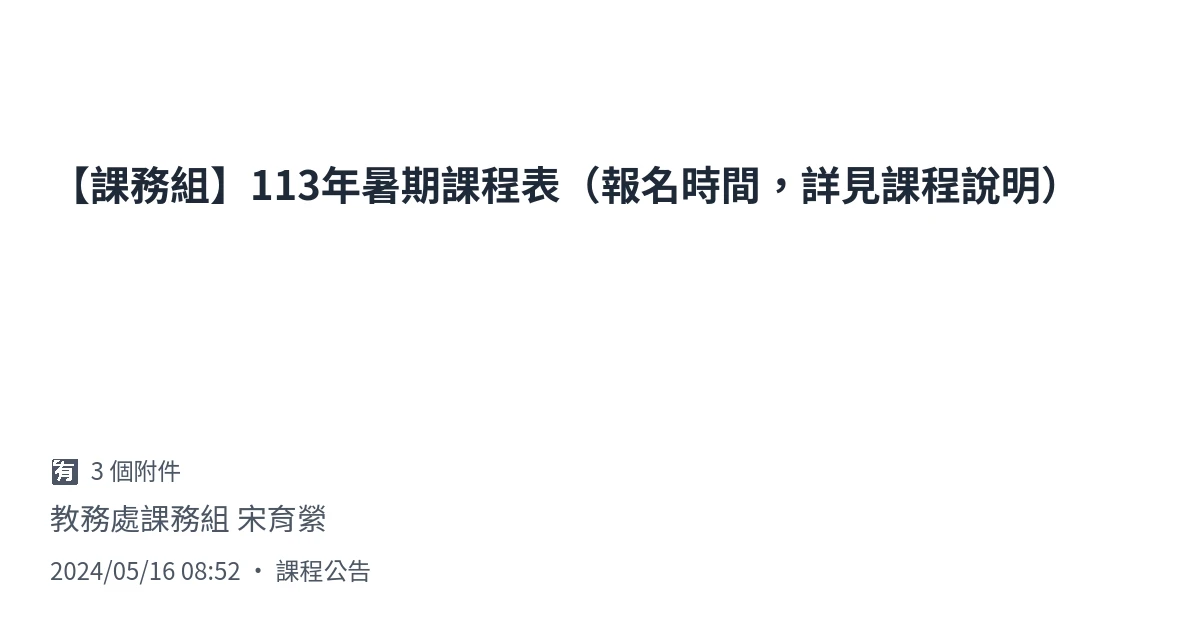 【課務組】113年暑期課程表（報名時間，詳見課程說明）
有 3 個附件
教務處課務組 宋育縈
2024/05/16 08:52 • 課程公告